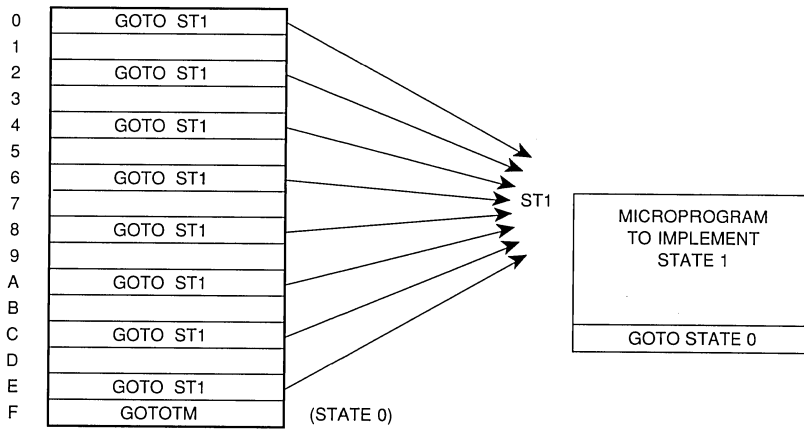 0 GOTO ST1
1
2 GOTO ST1
3
4 GOTO ST1
5
6 GOTO ST1
7
8 GOTO ST1
9
A GOTO ST1
B
C GOTO ST1
D
E GOTO ST1
F GOTOTM (STATE 0)
ST1
MICROPROGRAM
TO IMPLEMENT
STATE 1
GOTO STATE 0